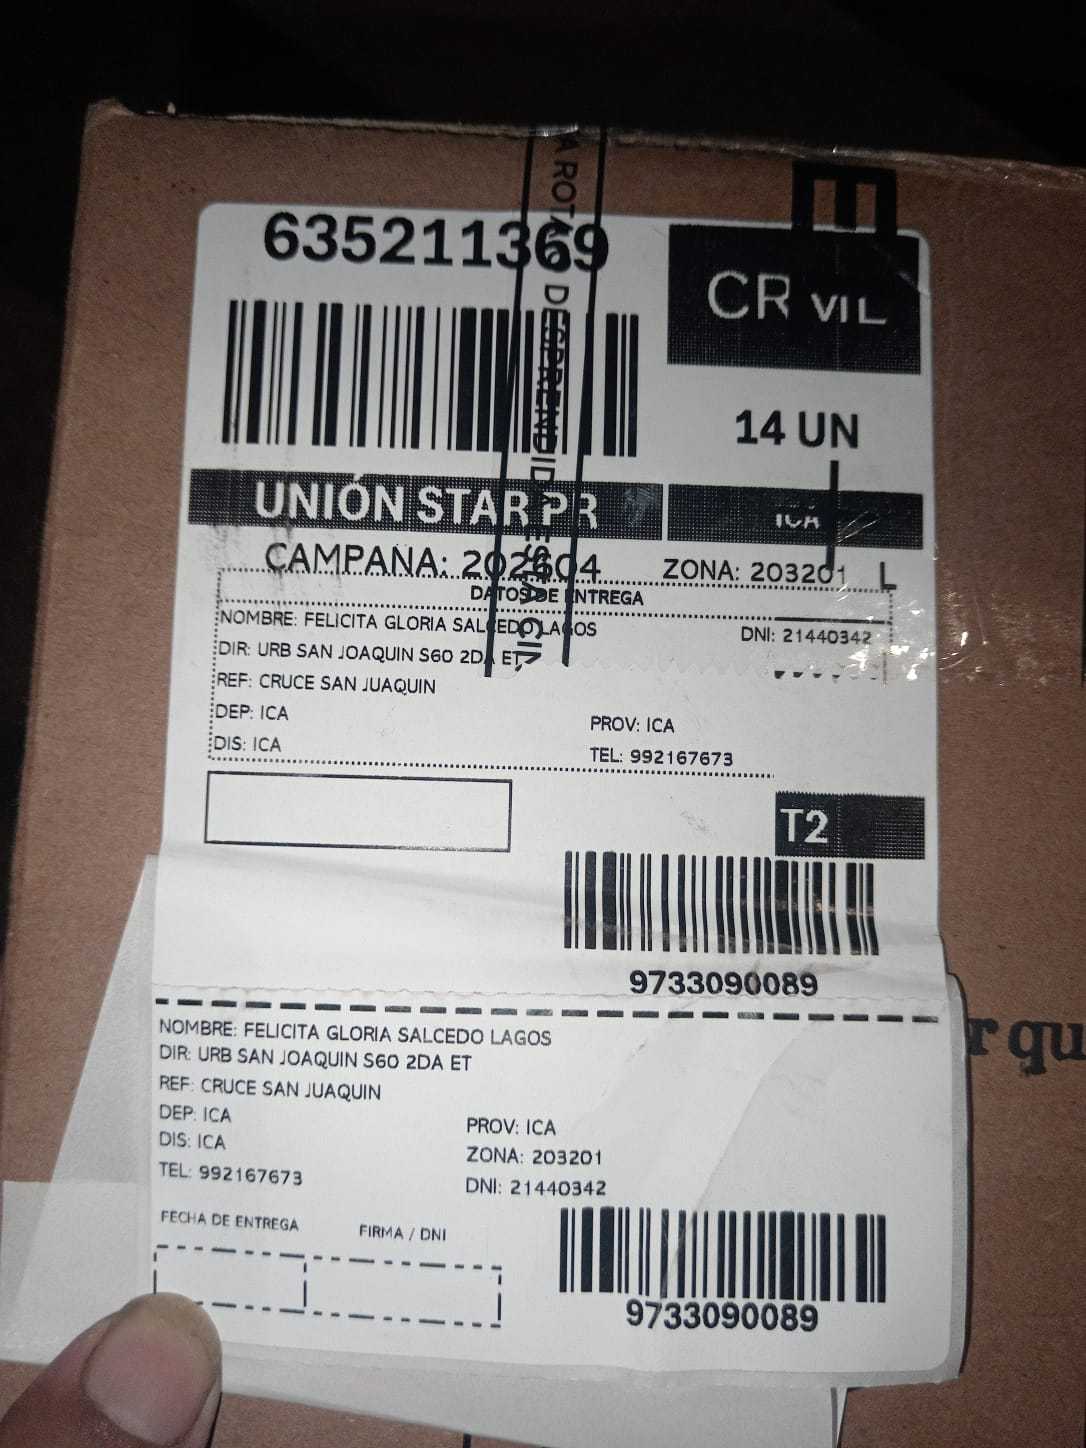 635211369
CR VIL
14 UN
UNIÓN STAR PR
ICA
CAMPAÑA: 202604
ZONA: 203201 L
DATOS DE ENTREGA
NOMBRE: FELICITA GLORIA SALCEDO LAGOS
DNI: 21440342
DIR: URB SAN JOAQUIN S60 2DA ET
REF: CRUCE SAN JUAQUIN
DEP: ICA
PROV: ICA
DIS: ICA
TEL: 992167673
T2
9733090089
NOMBRE: FELICITA GLORIA SALCEDO LAGOS
DIR: URB SAN JOAQUIN S60 2DA ET
REF: CRUCE SAN JUAQUIN
DEP: ICA
PROV: ICA
DIS: ICA
ZONA: 203201
TEL: 992167673
DNI: 21440342
FECHA DE ENTREGA
FIRMA / DNI
9733090089
r qu